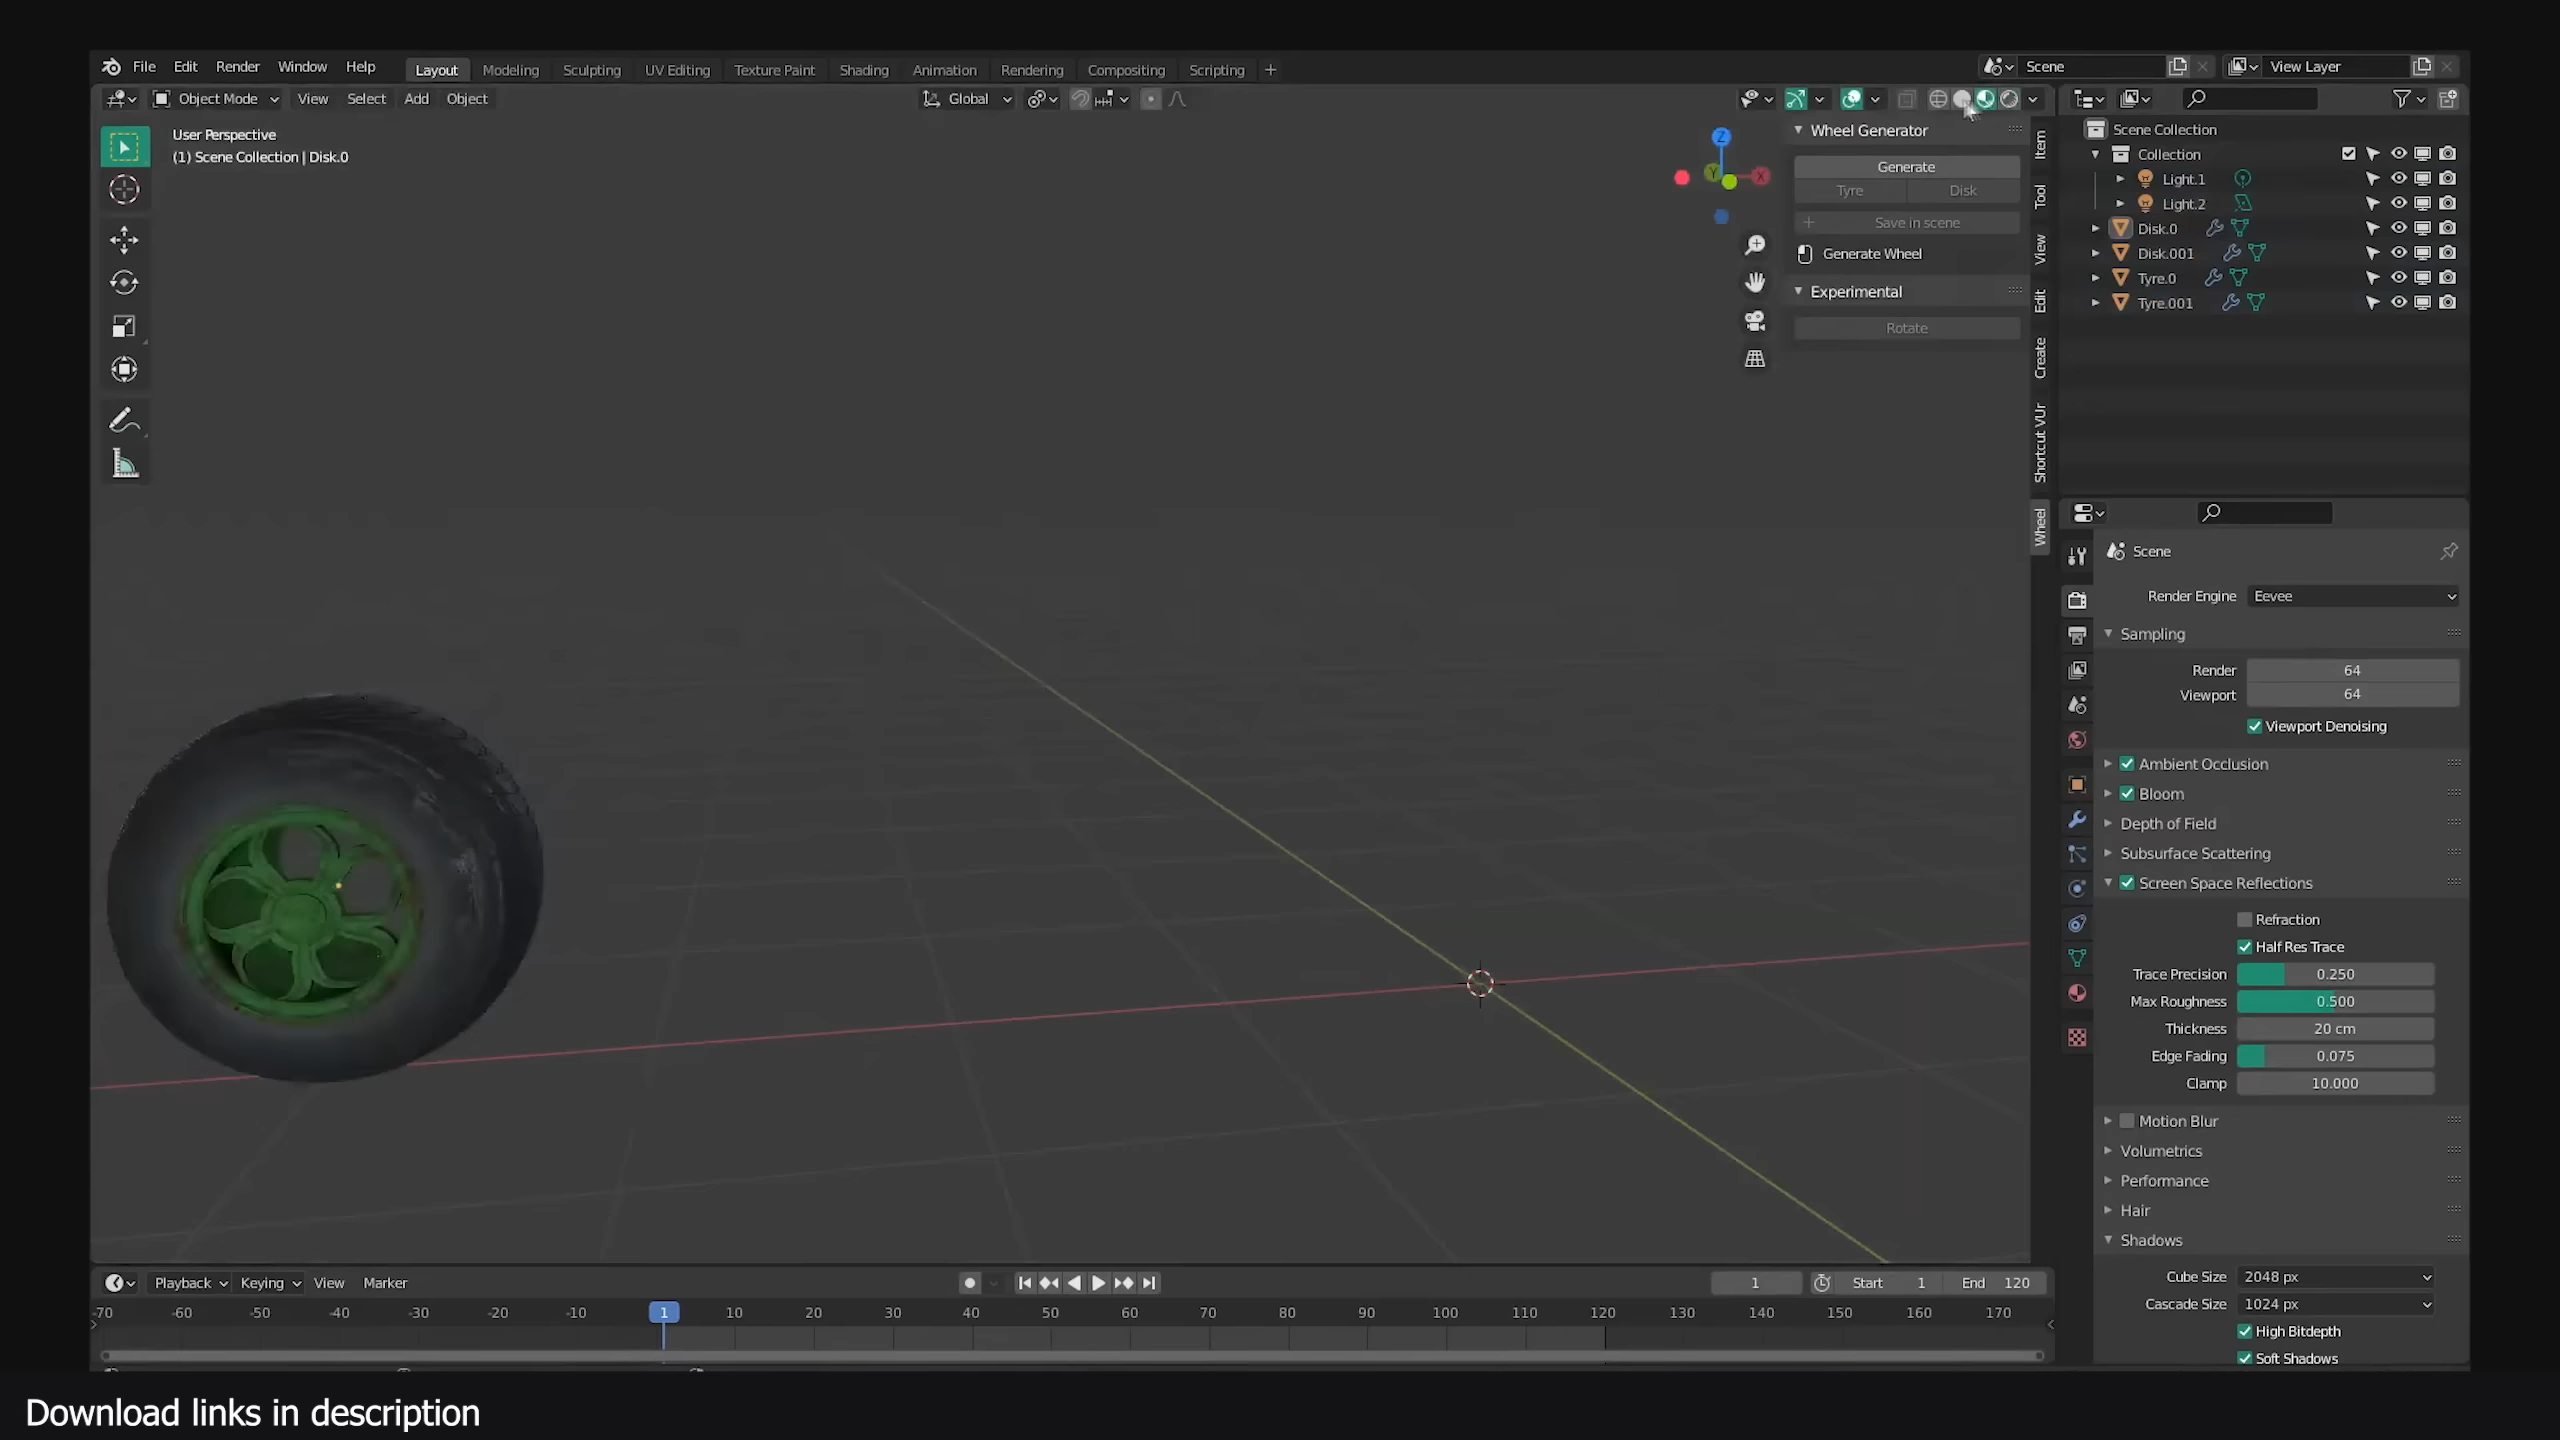 File Edit Render Window Help Layout Modeling Sculpting UV Editing Texture Paint Shading Animation Rendering Compositing Scripting + Scene View Layer
Object Mode View Select Add Object Global
User Perspective
(1) Scene Collection | Disk.0
Z
Y
X
Wheel Generator
Generate
Tyre Disk
Save in scene
Generate Wheel
Experimental
Rotate
Item
Tool
View
Edit
Create
Shortcut VUr
Wheel
Scene Collection
Collection
Light.1
Light.2
Disk.0
Disk.001
Tyre.0
Tyre.001
Scene
Render Engine Eevee
Sampling
Render 64
Viewport 64
Viewport Denoising
Ambient Occlusion
Bloom
Depth of Field
Subsurface Scattering
Screen Space Reflections
Refraction
Half Res Trace
Trace Precision 0.250
Max Roughness 0.500
Thickness 20 cm
Edge Fading 0.075
Clamp 10.000
Motion Blur
Volumetrics
Performance
Hair
Shadows
Cube Size 2048 px
Cascade Size 1024 px
High Bitdepth
Soft Shadows
Playback Keying View Marker 1 Start 1 End 120
-70 -60 -50 -40 -30 -20 -10 1 10 20 30 40 50 60 70 80 90 100 110 120 130 140 150 160 170
Download links in description